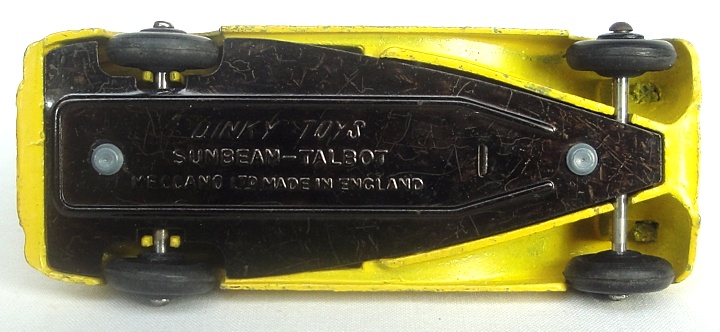 DINKY TOYS
SUNBEAM-TALBOT
MECCANO LTD MADE IN ENGLAND